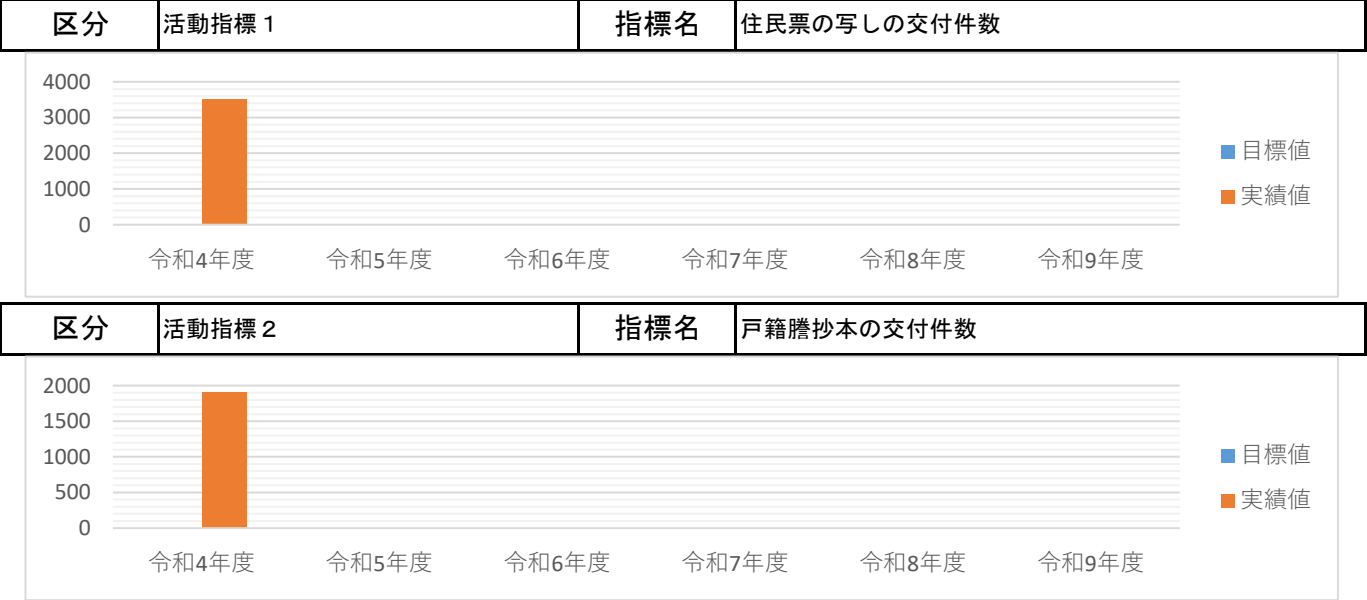 区分 活動指標1 指標名 住民票の写しの交付件数
4000
3000
2000
1000
0
目標値
実績値
令和4年度 令和5年度 令和6年度 令和7年度 令和8年度 令和9年度
区分 活動指標2 指標名 戸籍謄抄本の交付件数
2000
1500
1000
500
0
目標値
実績値
令和4年度 令和5年度 令和6年度 令和7年度 令和8年度 令和9年度